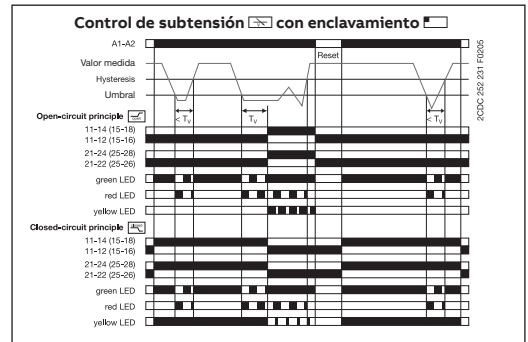 Control de subtensión con enclavamiento
A1-A2
Reset
Valor medida
Hysteresis
Umbral
< Tv
Tv
< Tv
2CDC 252 231 F0205
Open-circuit principle
open
11-14 (15-18)
11-12 (15-16)
21-24 (25-28)
21-22 (25-26)
green LED
red LED
yellow LED
Closed-circuit principle
closed
11-14 (15-18)
11-12 (15-16)
21-24 (25-28)
21-22 (25-26)
green LED
red LED
yellow LED